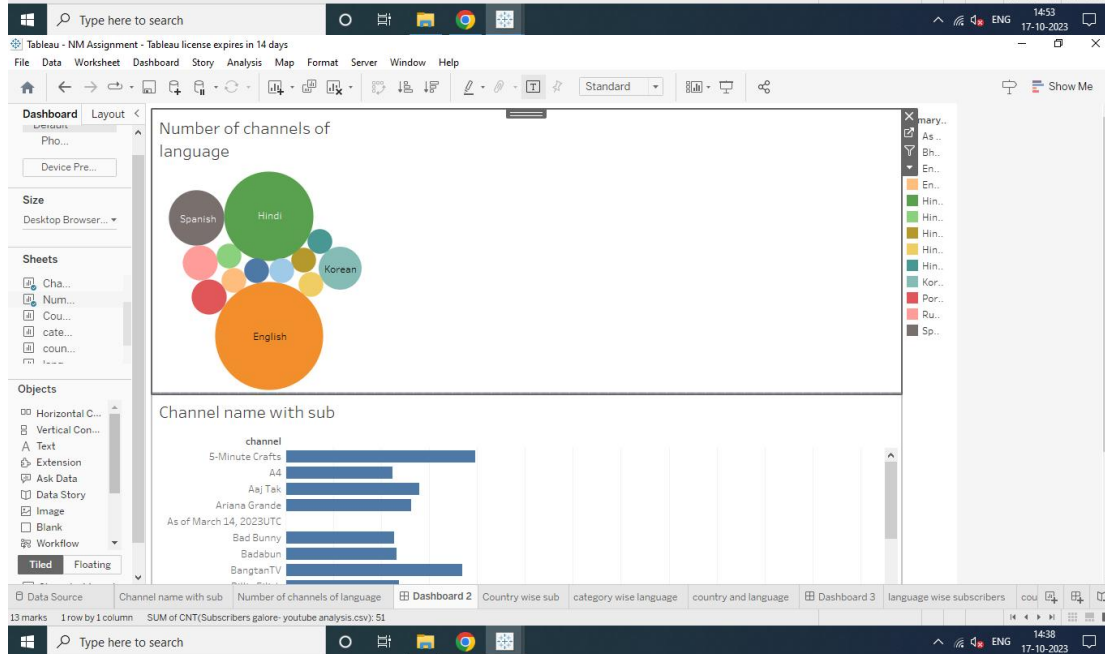 Type here to search
ENG
14:53
17-10-2023
Tableau - NM Assignment - Tableau license expires in 14 days
File Data Worksheet Dashboard Story Analysis Map Format Server Window Help
Standard
Show Me
Dashboard Layout
Default
Pho...
Device Pre...
Size
Desktop Browser...
Sheets
Cha...
Num...
Cou...
cate...
coun...
Objects
Horizontal C...
Vertical Con...
A Text
Extension
Ask Data
Data Story
Image
Blank
Workflow
Tiled Floating
Number of channels of
language
Spanish
Hindi
Korean
English
mary..
As ..
Bh..
En..
En..
Hin..
Hin..
Hin..
Hin..
Hin..
Kor..
Por..
Ru..
Sp..
Channel name with sub
channel
5-Minute Crafts
A4
Aaj Tak
Ariana Grande
As of March 14, 2023UTC
Bad Bunny
Badabun
BangtanTV
Data Source Channel name with sub Number of channels of language Dashboard 2 Country wise sub category wise language country and language Dashboard 3 language wise subscribers cou
13 marks 1 row by 1 column SUM of CNT(Subscribers galore- youtube analysis.csv): 51
Type here to search
ENG
14:38
17-10-2023